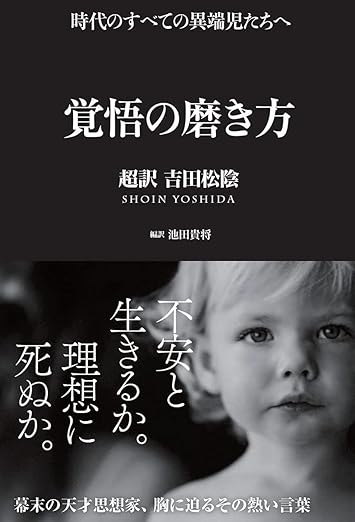 時代のすべての異端児たちへ
覚悟の磨き方
超訳 吉田松陰
SHOIN YOSHIDA
編訳 池田貴将
不安と
生きるか。
理想に
死ぬか。
幕末の天才思想家、胸に迫るその熱い言葉